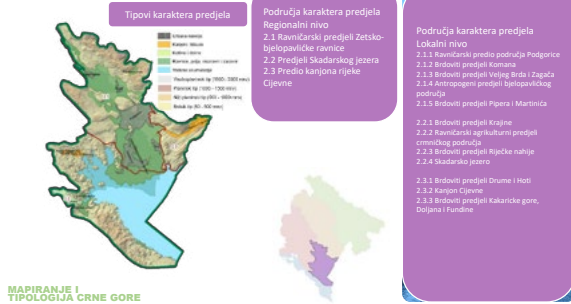 Tipovi karaktera predjela
Područja karaktera predjela
Regionalni nivo
2.1 Ravničarski predjeli Zetsko-
bjelopavličke ravnice
2.2 Predjeli Skadarskog jezera
2.3 Predio kanjona rijeke
Cijevne
Područja karaktera predjela
Lokalni nivo
2.1.1 Ravničarski predio područja Podgorice
2.1.2 Brdoviti predjeli Komana
2.1.3 Brdoviti predjeli Veljeg Brda i Zagača
2.1.4 Antropogeni predjeli bjelopavličkog
područja
2.1.5 Brdoviti predjeli Pipera i Martinića
2.2.1 Brdoviti predjeli Krajine
2.2.2 Ravničarski agrikulturni predjeli
crmničkog područja
2.2.3 Brdoviti predjeli Riječke nahije
2.2.4 Skadarsko jezero
2.3.1 Brdoviti predjeli Drume i Hoti
2.3.2 Kanjon Cijevne
2.3.3 Brdoviti predjeli Kakaricke gore,
Doljana i Fundine
MAPIRANJE I
TIPOLOGIJA CRNE GORE